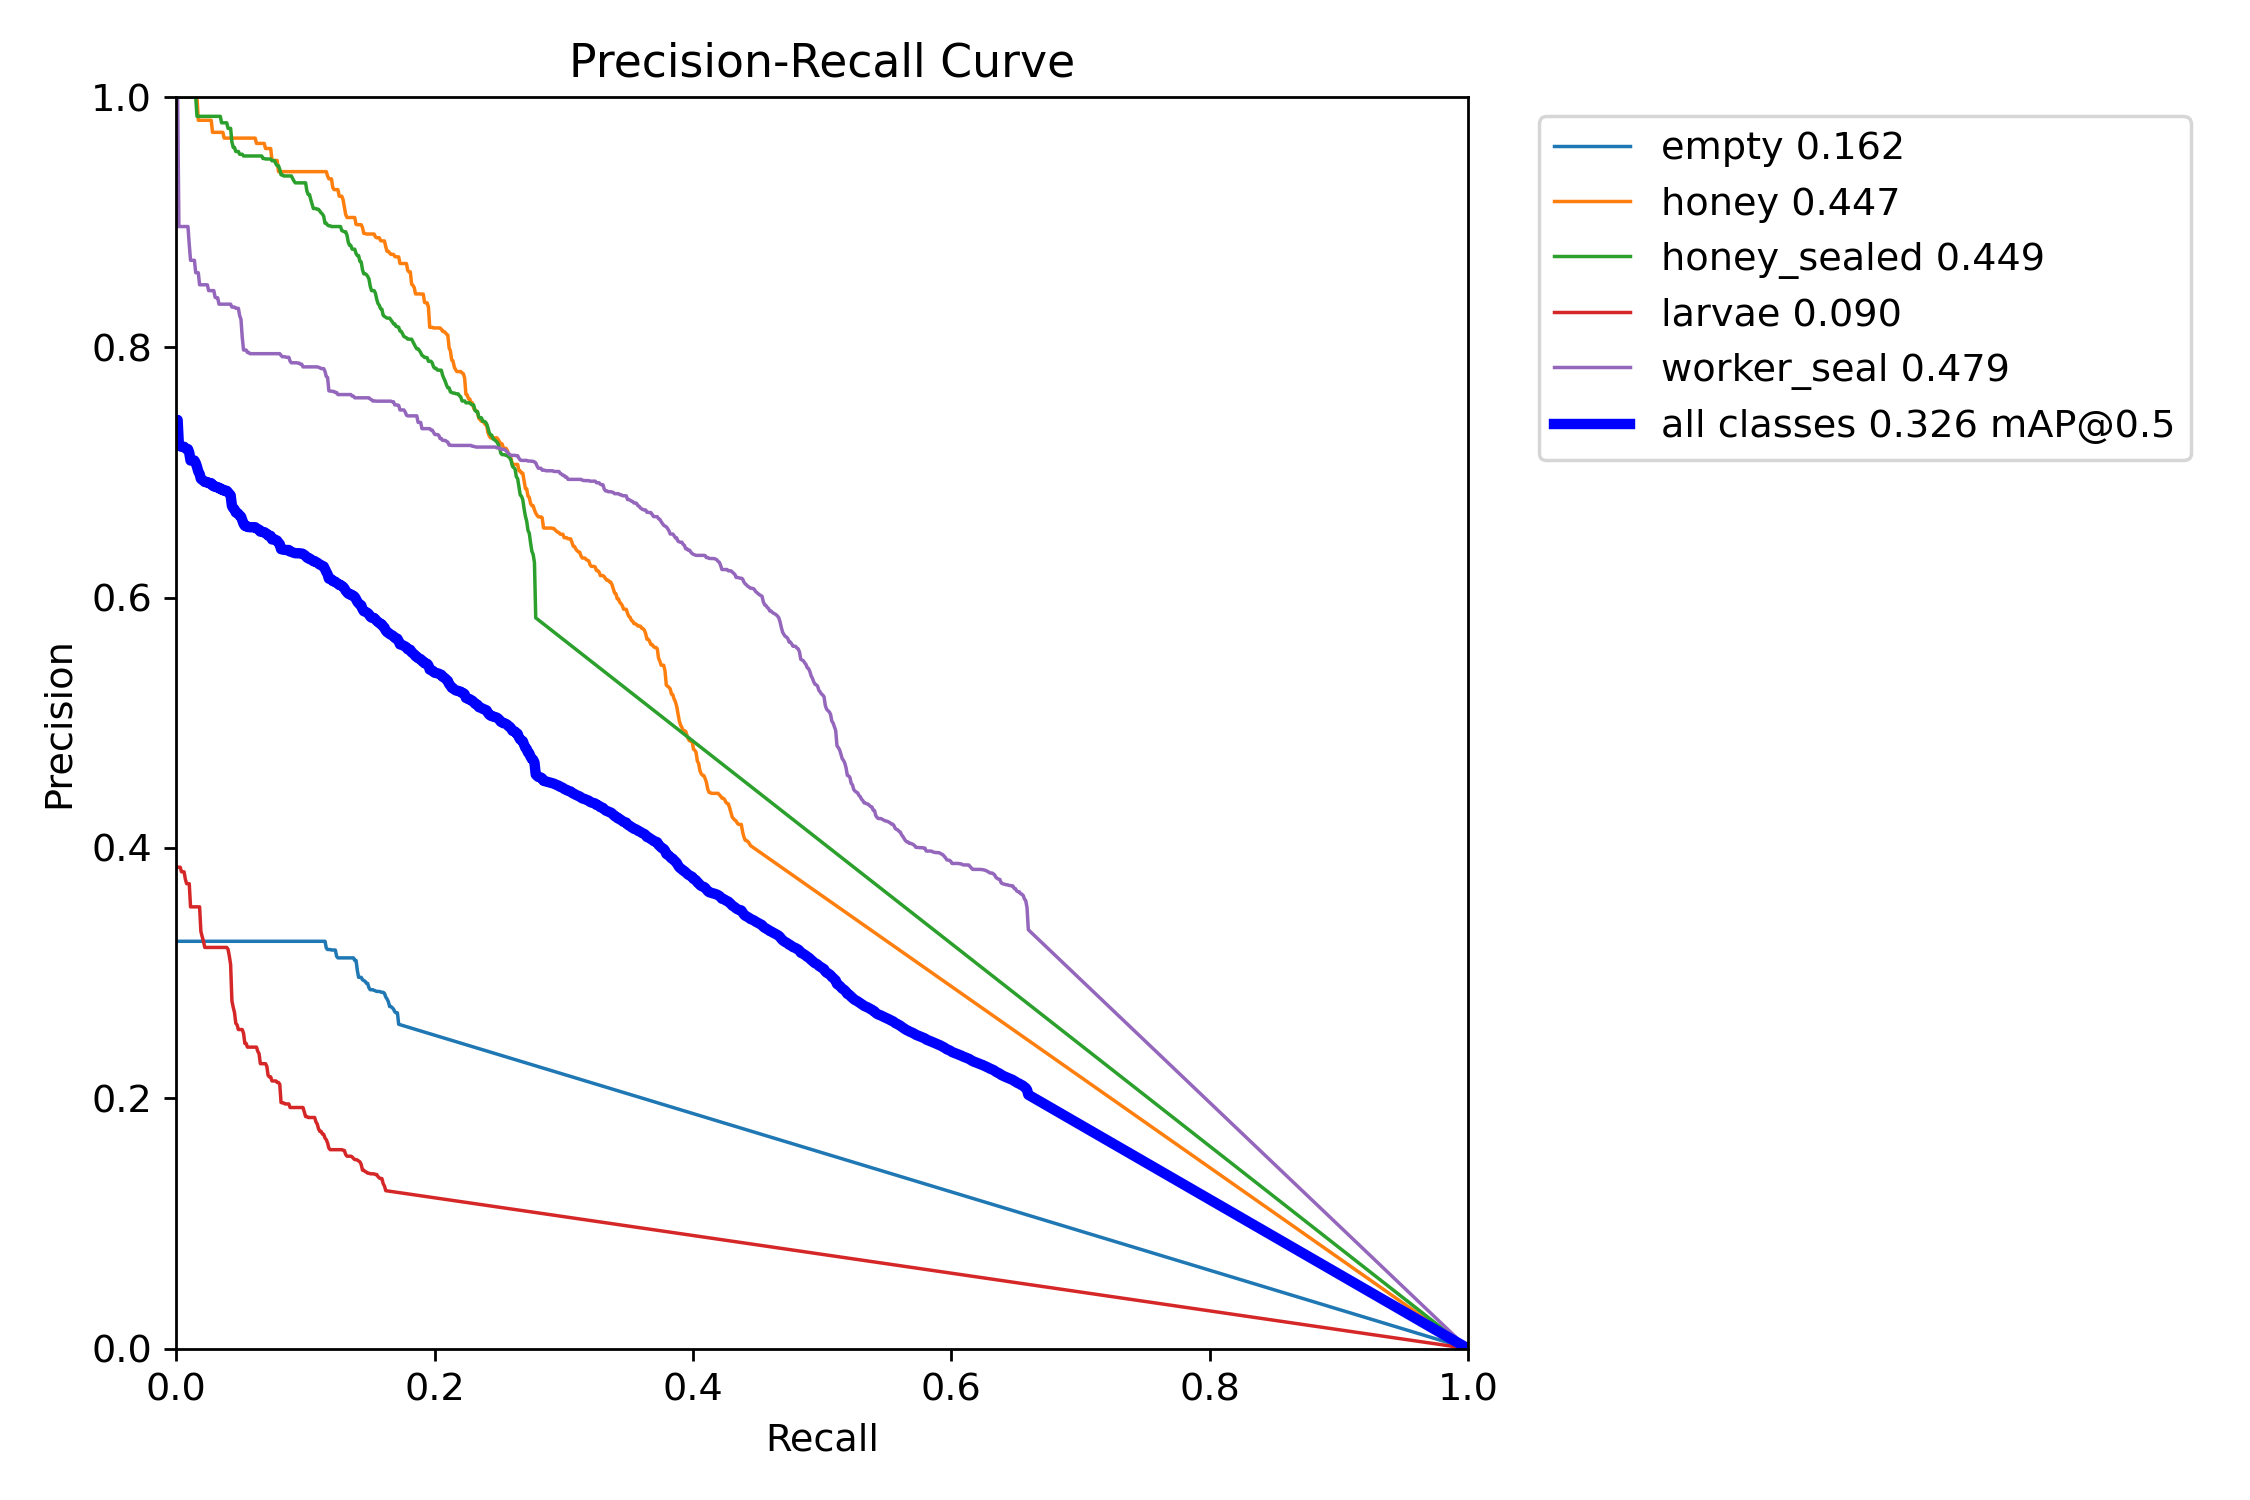 Precision-Recall Curve
1.0
0.8
0.6
0.4
0.2
0.0
Precision
0.0 0.2 0.4 0.6 0.8 1.0
Recall
empty 0.162
honey 0.447
honey_sealed 0.449
larvae 0.090
worker_seal 0.479
all classes 0.326 mAP@0.5